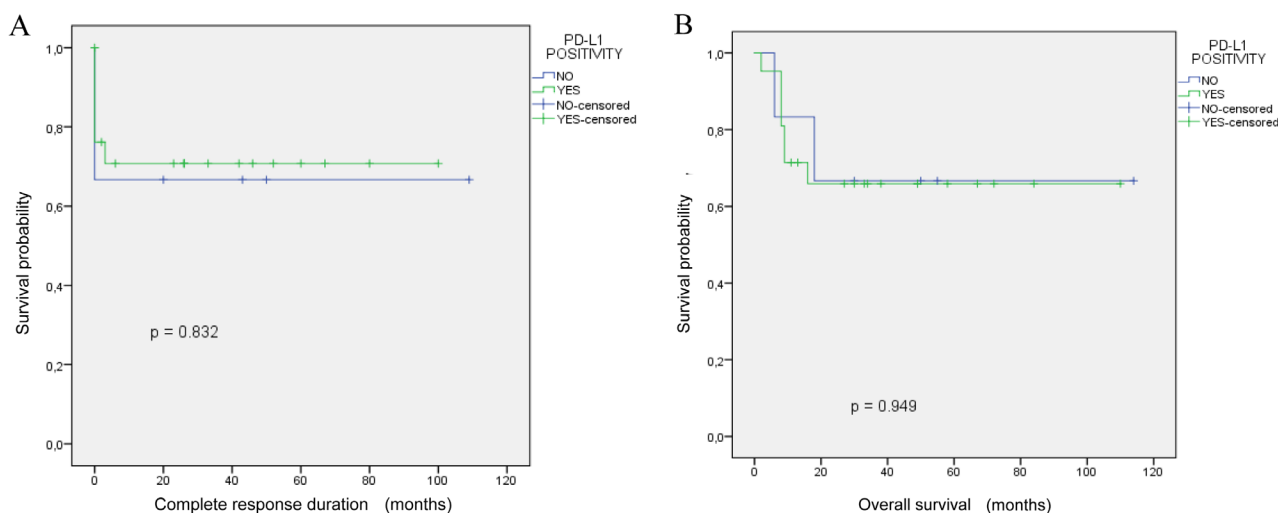 A
PD-L1
POSITIVITY
NO
YES
NO-censored
YES-censored
1,0
0,8
0,6
0,4
0,2
0,0
Survival probability
p = 0.832
0 20 40 60 80 100 120
Complete response duration (months)
B
PD-L1
POSITIVITY
NO
YES
NO-censored
YES-censored
1,0
0,8
0,6
0,4
0,2
0,0
Survival probability
p = 0.949
0 20 40 60 80 100 120
Overall survival (months)